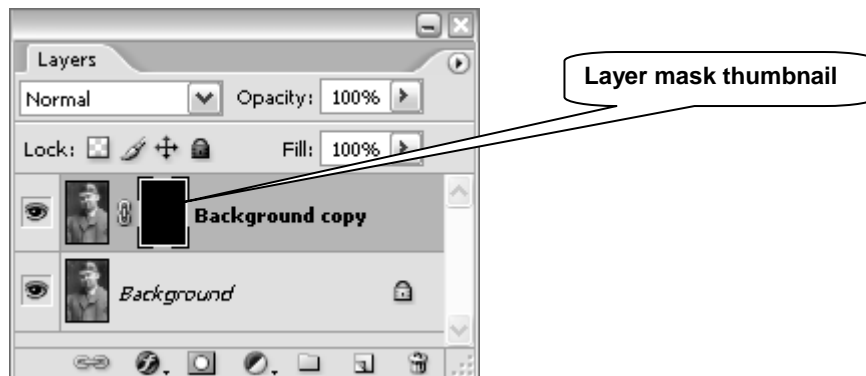 Layers
Layer mask thumbnail
Normal
Opacity: 100%
Lock:
Fill: 100%
Background copy
Background